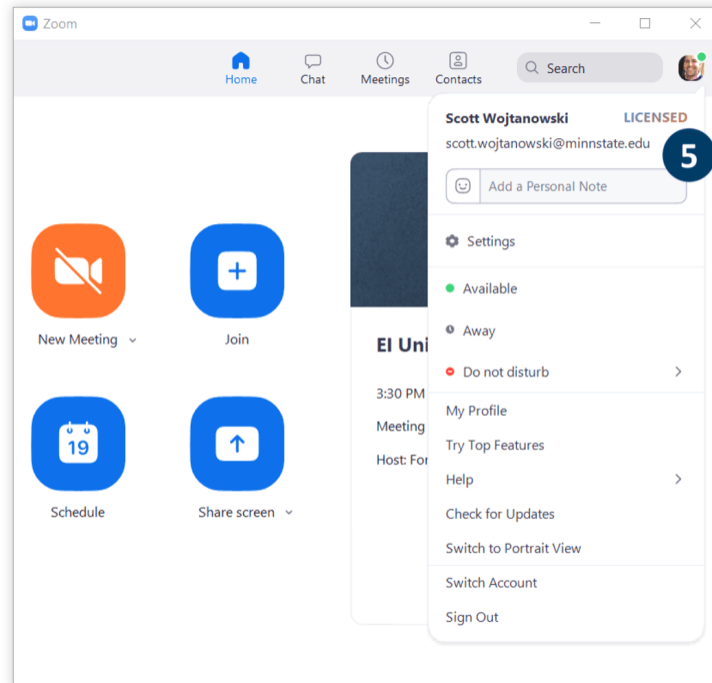 Zoom
Home
Chat
Meetings
Contacts
Search
Scott Wojtanowski LICENSED
scott.wojtanowski@minnstate.edu
5
Add a Personal Note
Settings
Available
Away
Do not disturb
My Profile
Try Top Features
Help
Check for Updates
Switch to Portrait View
Switch Account
Sign Out
New Meeting
Join
19
Schedule
Share screen
EI Uni
3:30 PM
Meeting
Host: For